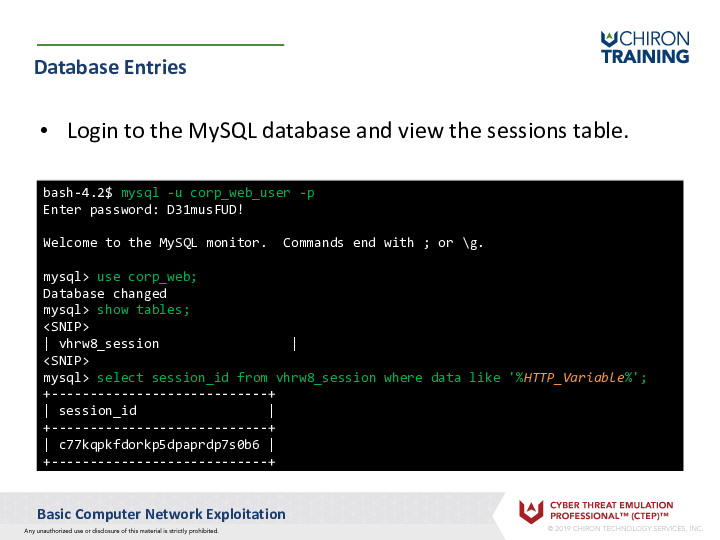 CHIRON
TRAINING
Database Entries
• Login to the MySQL database and view the sessions table.
bash-4.2$ mysql -u corp_web_user -p
Enter password: D31musFUD!
Welcome to the MySQL monitor.  Commands end with ; or \g.
mysql> use corp_web;
Database changed
mysql> show tables;
<SNIP>
| vhrw8_session                 |
<SNIP>
mysql> select session_id from vhrw8_session where data like '%HTTP_Variable%';
+----------------------------+
| session_id                 |
+----------------------------+
| c77kqpkfdorkp5dpaprdp7s0b6 |
+----------------------------+
Basic Computer Network Exploitation
Any unauthorized use or disclosure of this material is strictly prohibited.
CYBER THREAT EMULATION
PROFESSIONAL™ (CTEP)™
© 2019 CHIRON TECHNOLOGY SERVICES, INC.